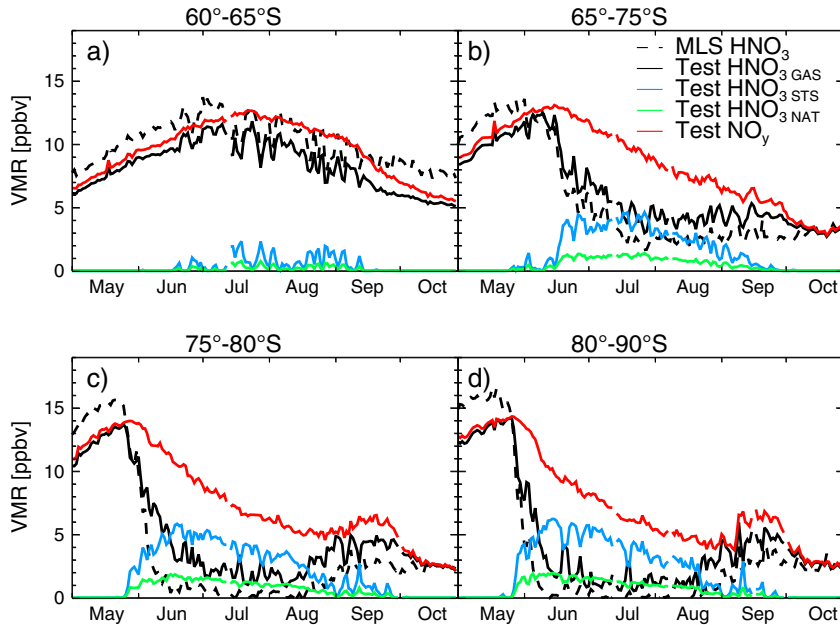 60°-65°S
65°-75°S
a)
b)
MLS HNO₃
Test HNO₃ GAS
Test HNO₃ STS
Test HNO₃ NAT
Test NOᵧ
VMR [ppbv]
15
10
5
0
May Jun Jul Aug Sep Oct
May Jun Jul Aug Sep Oct
75°-80°S
80°-90°S
c)
d)
VMR [ppbv]
15
10
5
0
May Jun Jul Aug Sep Oct
May Jun Jul Aug Sep Oct